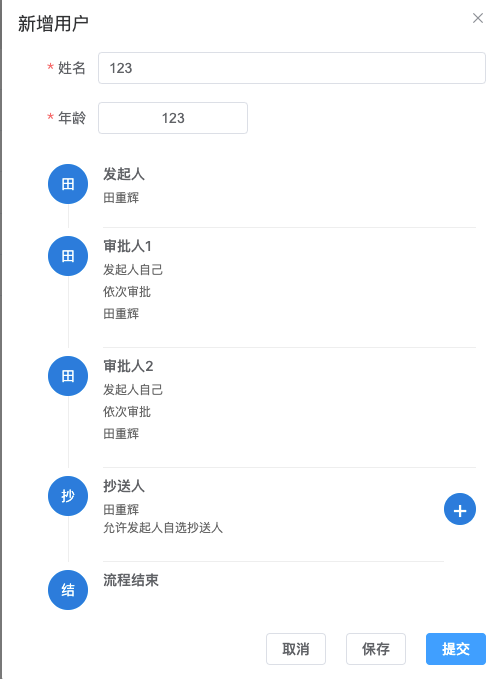 新增用户
* 姓名 123
* 年龄 123
田 发起人
田重辉
田 审批人1
发起人自己
依次审批
田重辉
田 审批人2
发起人自己
依次审批
田重辉
抄 抄送人
田重辉
允许发起人自选抄送人
结 流程结束
取消 保存 提交